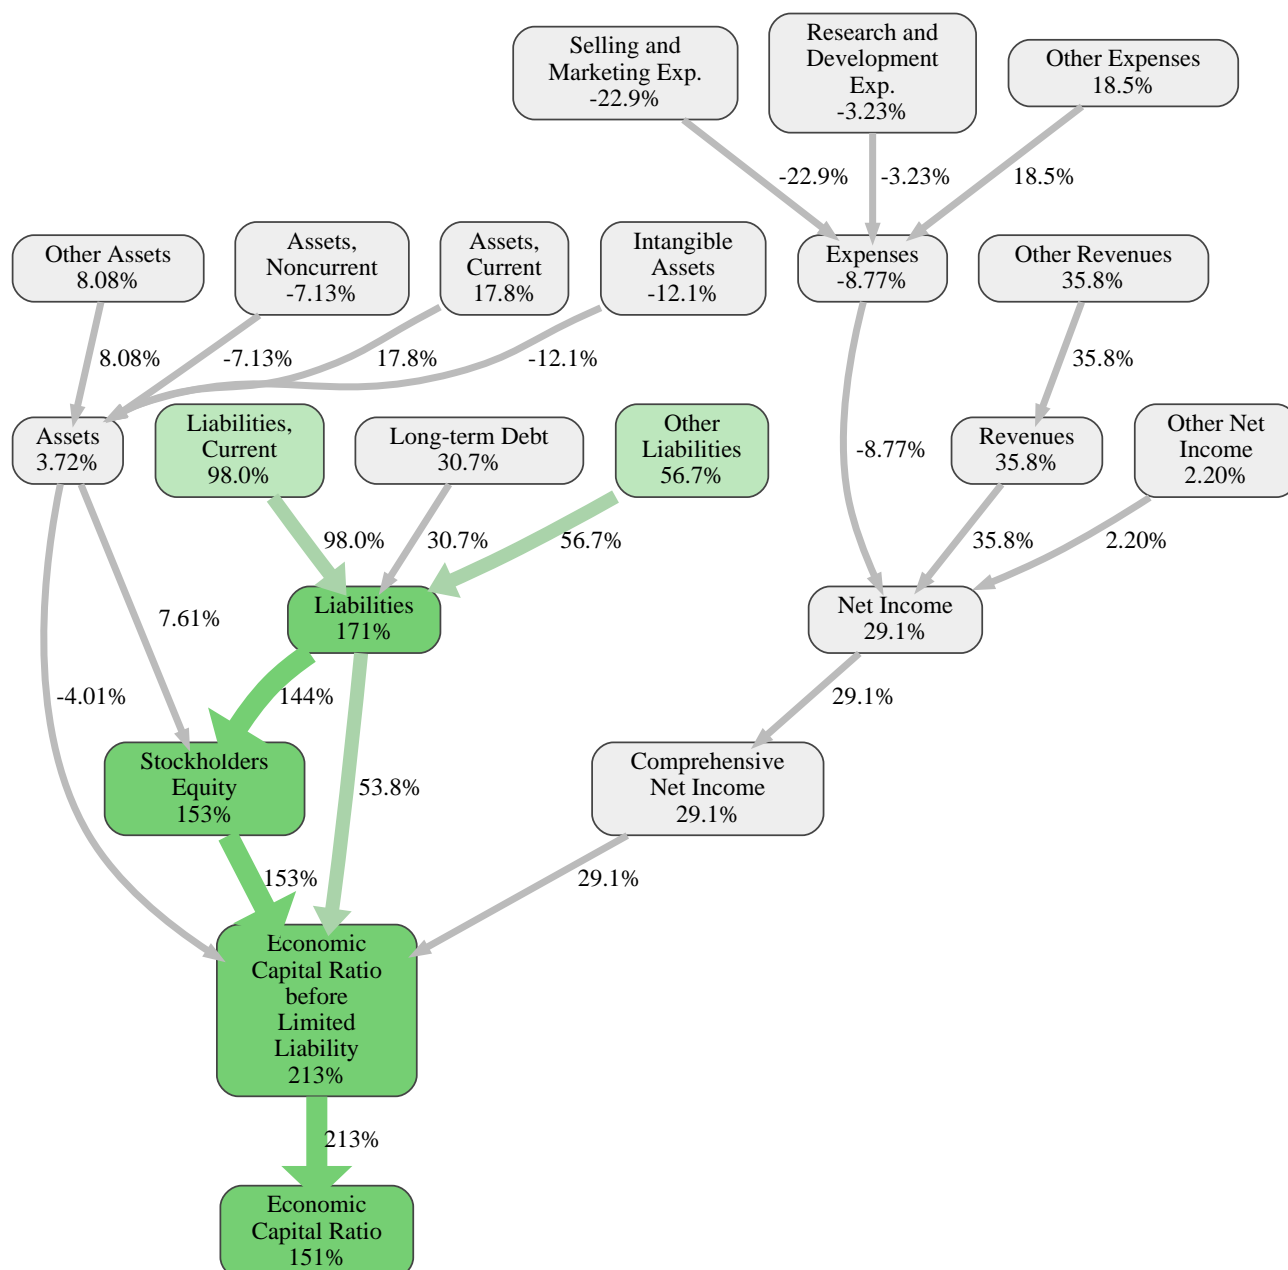 Selling and
Marketing Exp.
-22.9%
Research and
Development
Exp.
-3.23%
Other Expenses
18.5%
-22.9%
-3.23%
18.5%
Other Assets
8.08%
Assets,
Noncurrent
-7.13%
Assets,
Current
17.8%
Intangible
Assets
-12.1%
Expenses
-8.77%
Other Revenues
35.8%
8.08%
-7.13%
17.8%
-12.1%
35.8%
Assets
3.72%
Liabilities,
Current
98.0%
Long-term Debt
30.7%
Other
Liabilities
56.7%
-8.77%
Revenues
35.8%
Other Net
Income
2.20%
98.0%
30.7%
56.7%
35.8%
2.20%
7.61%
Liabilities
171%
Net Income
29.1%
-4.01%
144%
29.1%
Stockholders
Equity
153%
53.8%
Comprehensive
Net Income
29.1%
153%
29.1%
Economic
Capital Ratio
before
Limited
Liability
213%
213%
Economic
Capital Ratio
151%